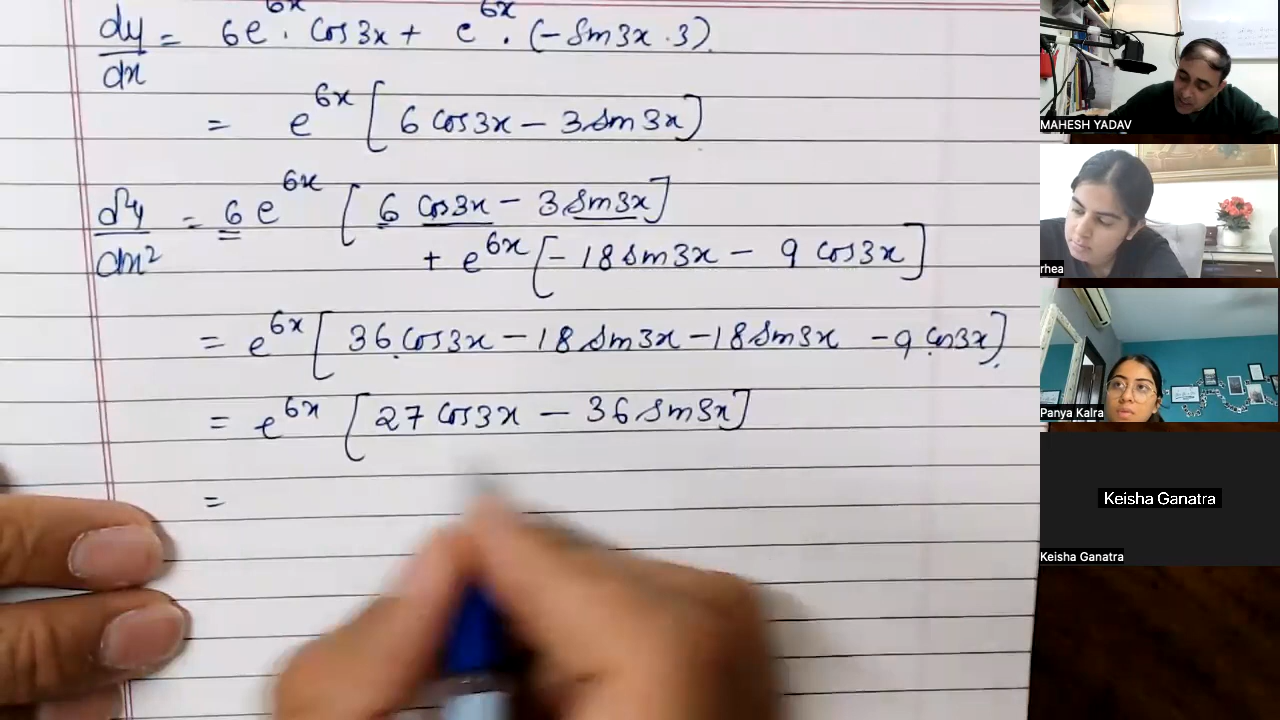 dy/dx = 6e^6x · cos3x + e^6x · (-sin3x · 3).
= e^6x [6 cos3x - 3 sin3x]
d²y/dx² = 6 e^6x [6 cos3x - 3 sin3x]
+ e^6x [-18 sin3x - 9 cos3x]
= e^6x [36 cos3x - 18 sin3x - 18 sin3x - 9 cos3x]
= e^6x [27 cos3x - 36 sin3x]
=
MAHESH YADAV
rhea
Panya Kalra
Keisha Ganatra
Keisha Ganatra